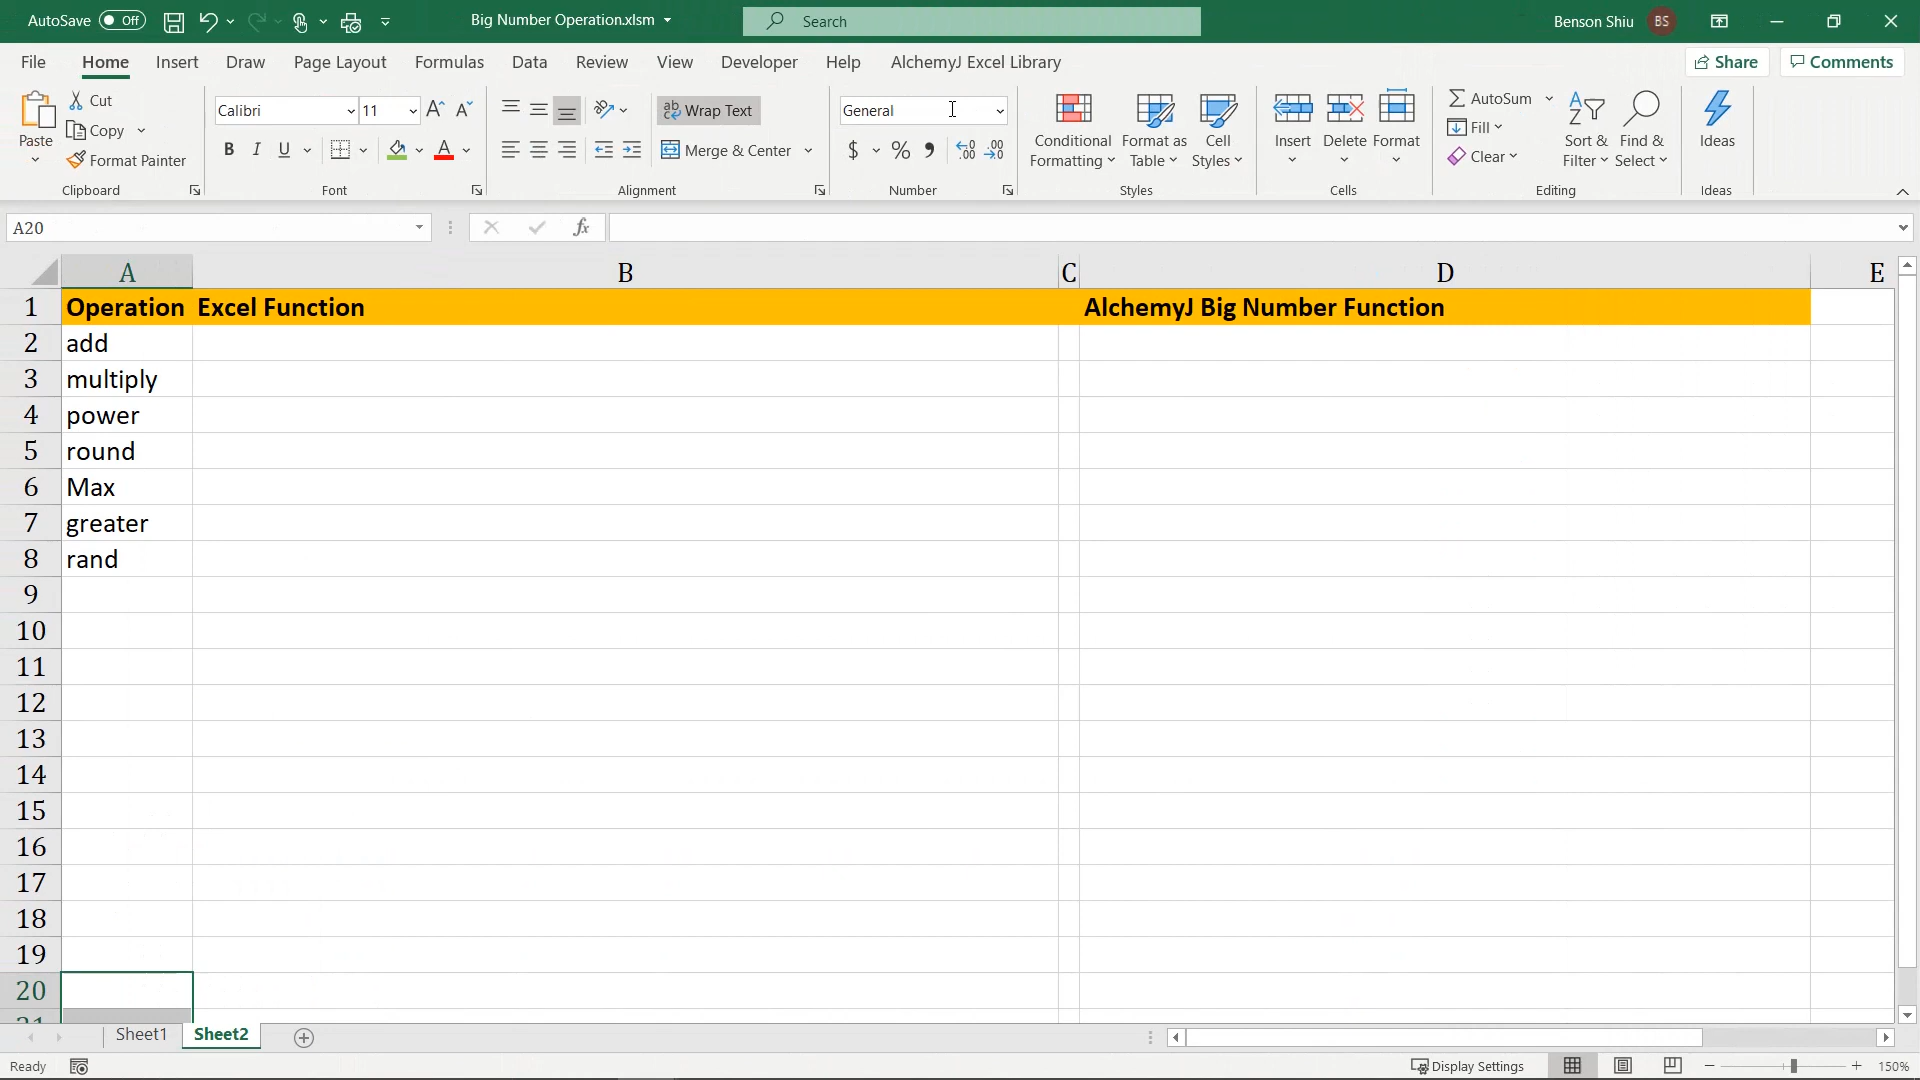 AutoSave Off Big Number Operation.xlsm Search Benson Shiu BS
File Home Insert Draw Page Layout Formulas Data Review View Developer Help AlchemyJ Excel Library Share Comments
Paste Cut
Copy
Format Painter
Clipboard
Calibri 11
B I U A
Font
ab Wrap Text
Merge & Center
Alignment
General
$ % 9 .00
Number
Conditional Formatting
Format as Table
Cell Styles
Styles
Insert Delete Format
Cells
AutoSum
Fill
Clear
Sort & Filter
Find & Select
Editing
Ideas
Ideas
A20 fx
A B C D E
1 Operation Excel Function AlchemyJ Big Number Function
2 add
3 multiply
4 power
5 round
6 Max
7 greater
8 rand
9
10
11
12
13
14
15
16
17
18
19
20
21
Sheet1 Sheet2
Ready Display Settings 150%